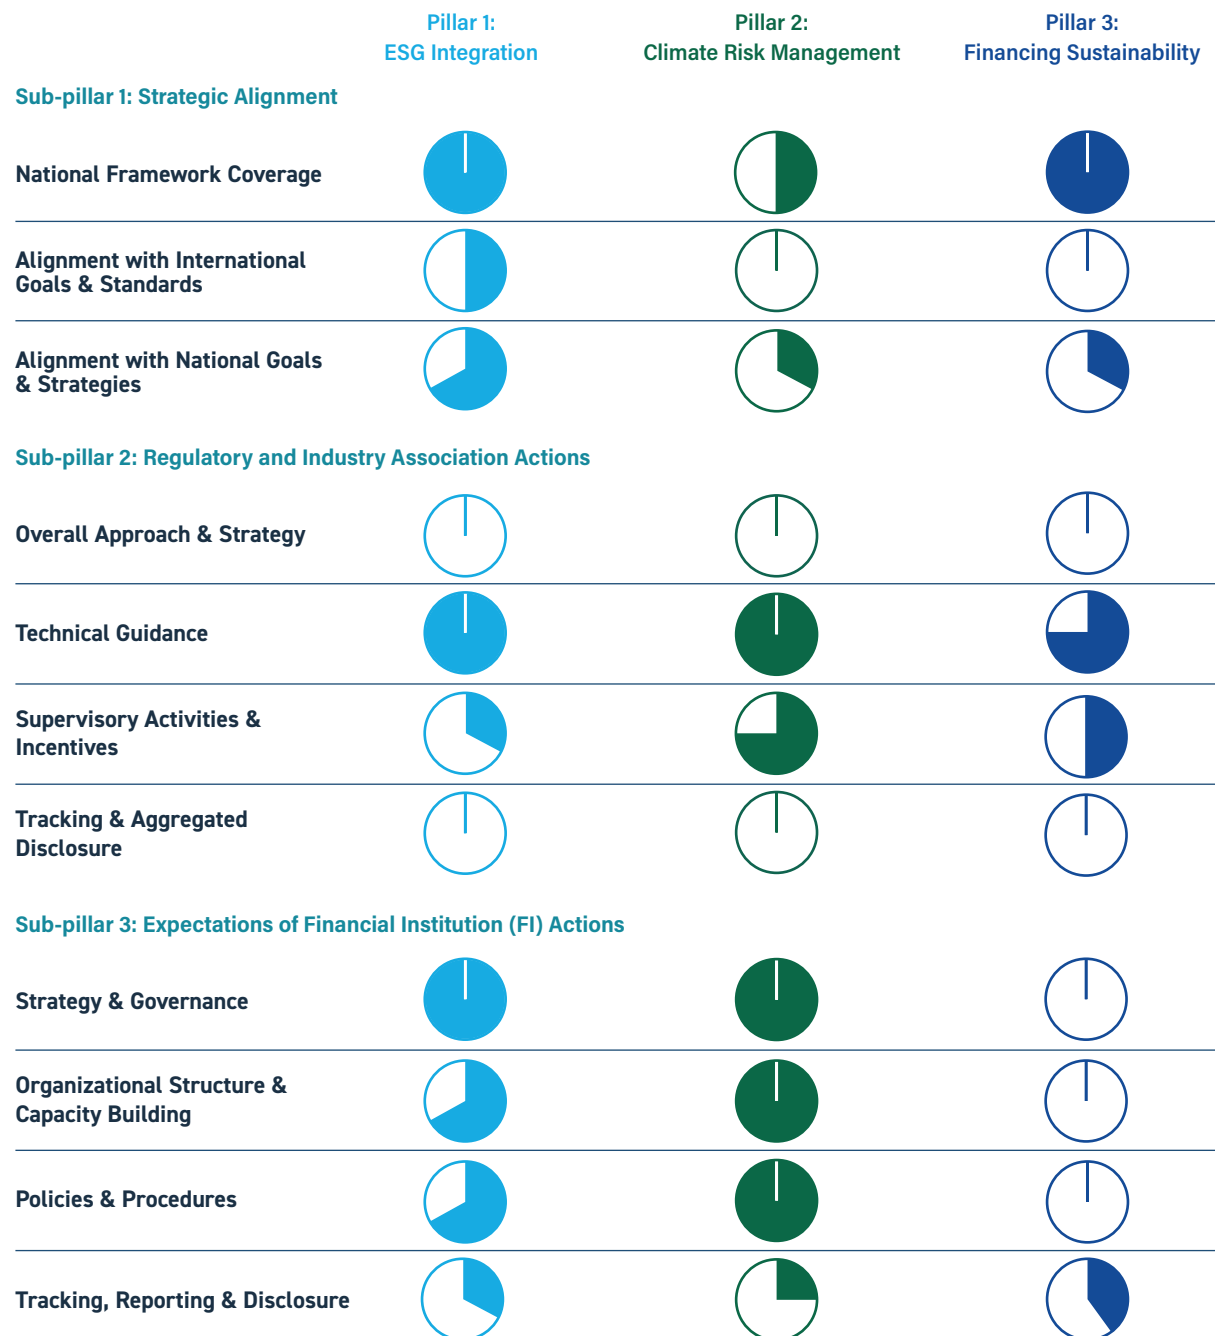 Pillar 1:
ESG Integration
Pillar 2:
Climate Risk Management
Pillar 3:
Financing Sustainability
Sub-pillar 1: Strategic Alignment
National Framework Coverage
Alignment with International
Goals & Standards
Alignment with National Goals
& Strategies
Sub-pillar 2: Regulatory and Industry Association Actions
Overall Approach & Strategy
Technical Guidance
Supervisory Activities &
Incentives
Tracking & Aggregated
Disclosure
Sub-pillar 3: Expectations of Financial Institution (FI) Actions
Strategy & Governance
Organizational Structure &
Capacity Building
Policies & Procedures
Tracking, Reporting & Disclosure